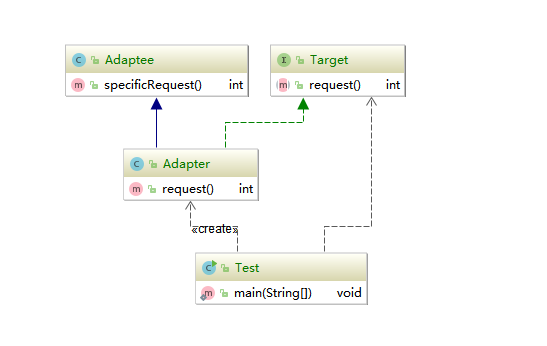 Adaptee
specificRequest() int
Target
request() int
Adapter
request() int
«create»
Test
main(String[]) void